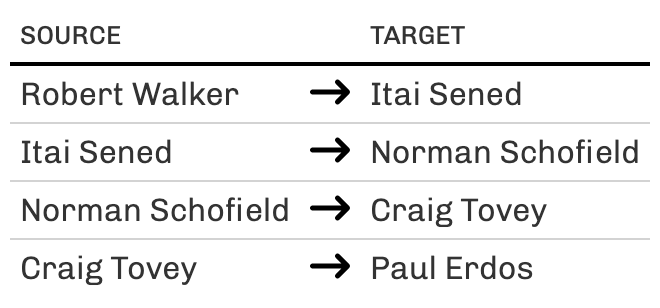 SOURCE TARGET
Robert Walker → Itai Sened
Itai Sened → Norman Schofield
Norman Schofield → Craig Tovey
Craig Tovey → Paul Erdos